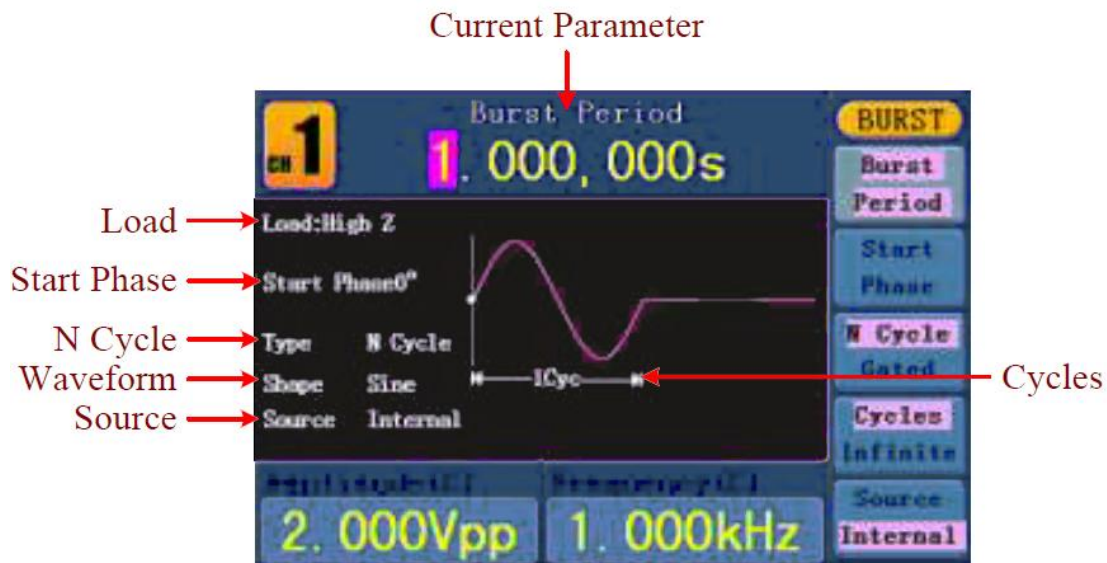 Current Parameter
CH 1
Burst Period
1.000,000s
BURST
Burst
Period
Load
Load:High Z
Start
Phase
Start Phase
Start Phase0°
N Cycle
Type N Cycle
N Cycle
Gated
Waveform
Shape Sine
1Cyc
Cycles
Source
Source Internal
Cycles
Infinite
2.000Vpp
1.000kHz
Source
Internal